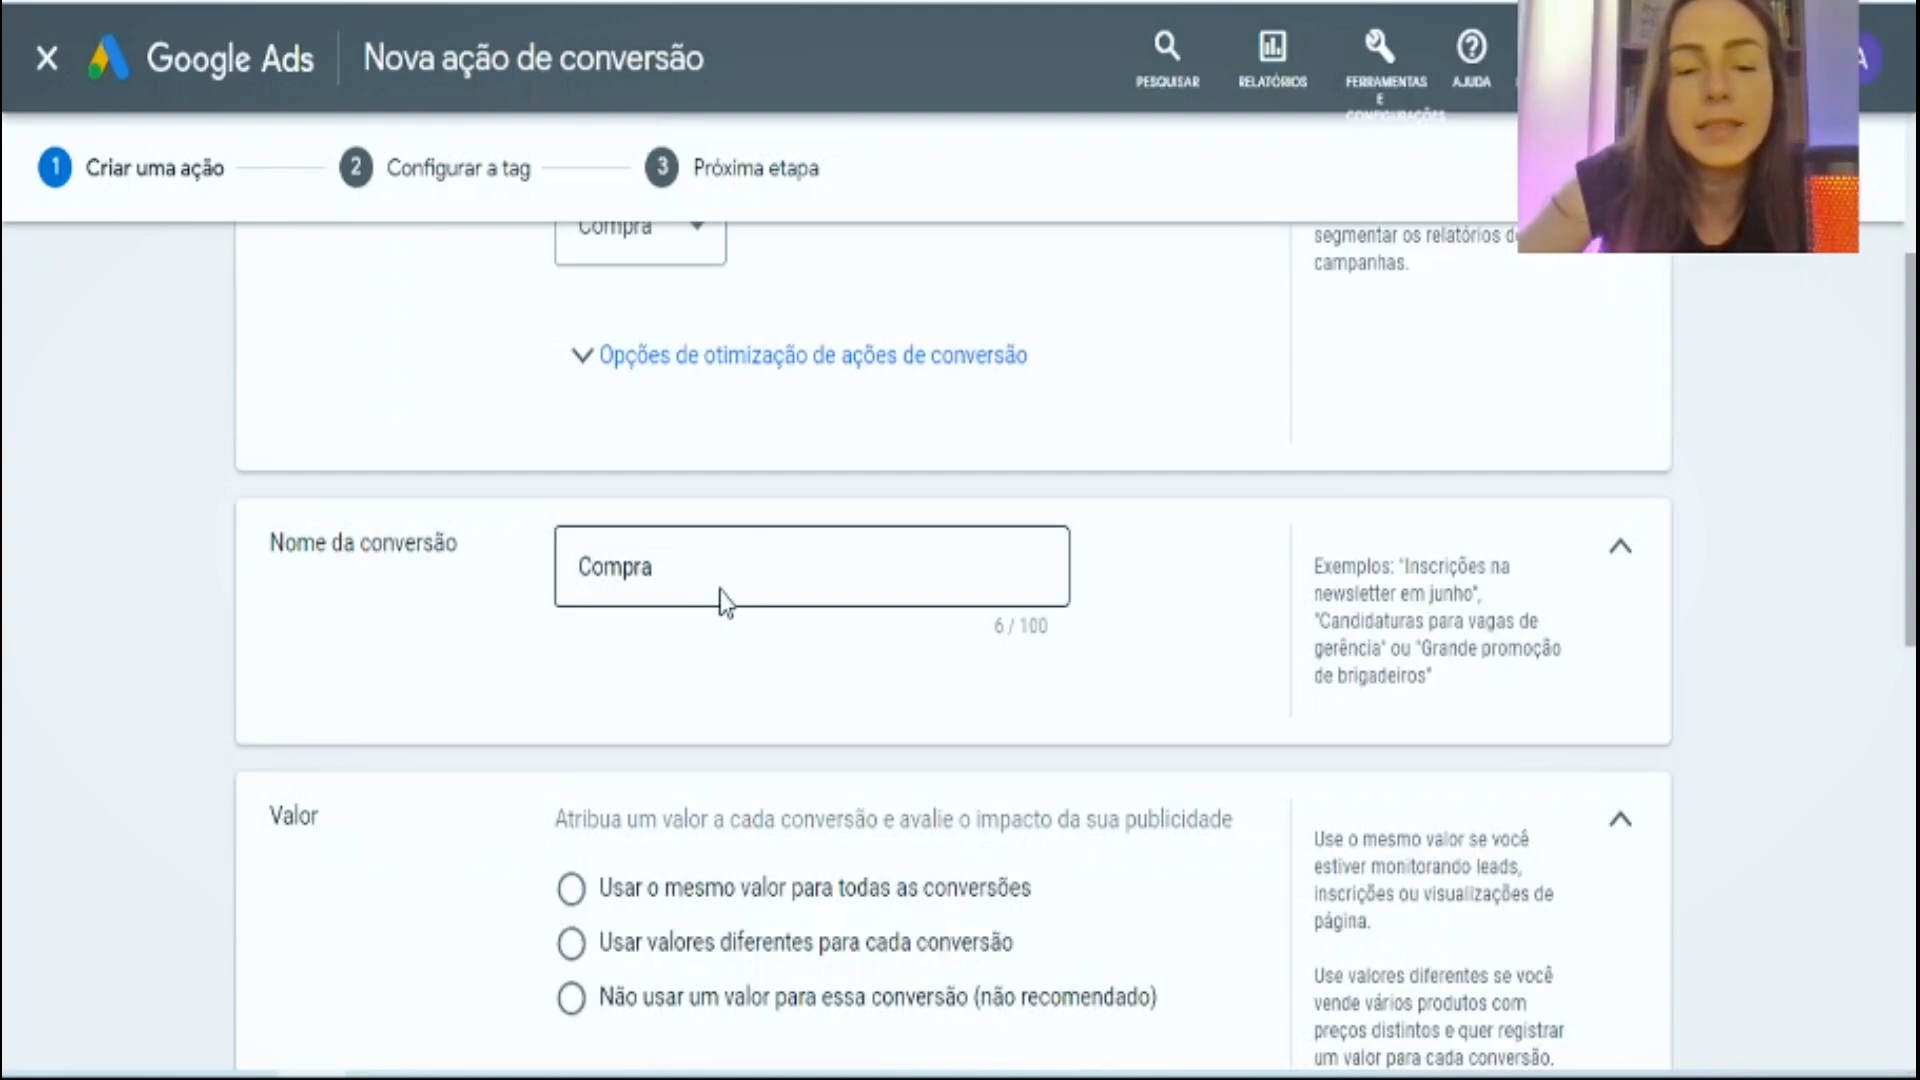 Google Ads
Nova ação de conversão
PESQUISAR
RELATÓRIOS
FERRAMENTAS
E
CONFIGURAÇÕES
AJUDA
A
1 Criar uma ação
2 Configurar a tag
3 Próxima etapa
Compra
segmentar os relatórios
campanhas.
Opções de otimização de ações de conversão
Nome da conversão
Compra
6 / 100
Exemplos: "Inscrições na
newsletter em junho",
"Candidaturas para vagas de
gerência" ou "Grande promoção
de brigadeiros"
Valor
Atribua um valor a cada conversão e avalie o impacto da sua publicidade
Usar o mesmo valor para todas as conversões
Usar valores diferentes para cada conversão
Não usar um valor para essa conversão (não recomendado)
Use o mesmo valor se você
estiver monitorando leads,
inscrições ou visualizações de
página.
Use valores diferentes se você
vende vários produtos com
preços distintos e quer registrar
um valor para cada conversão.